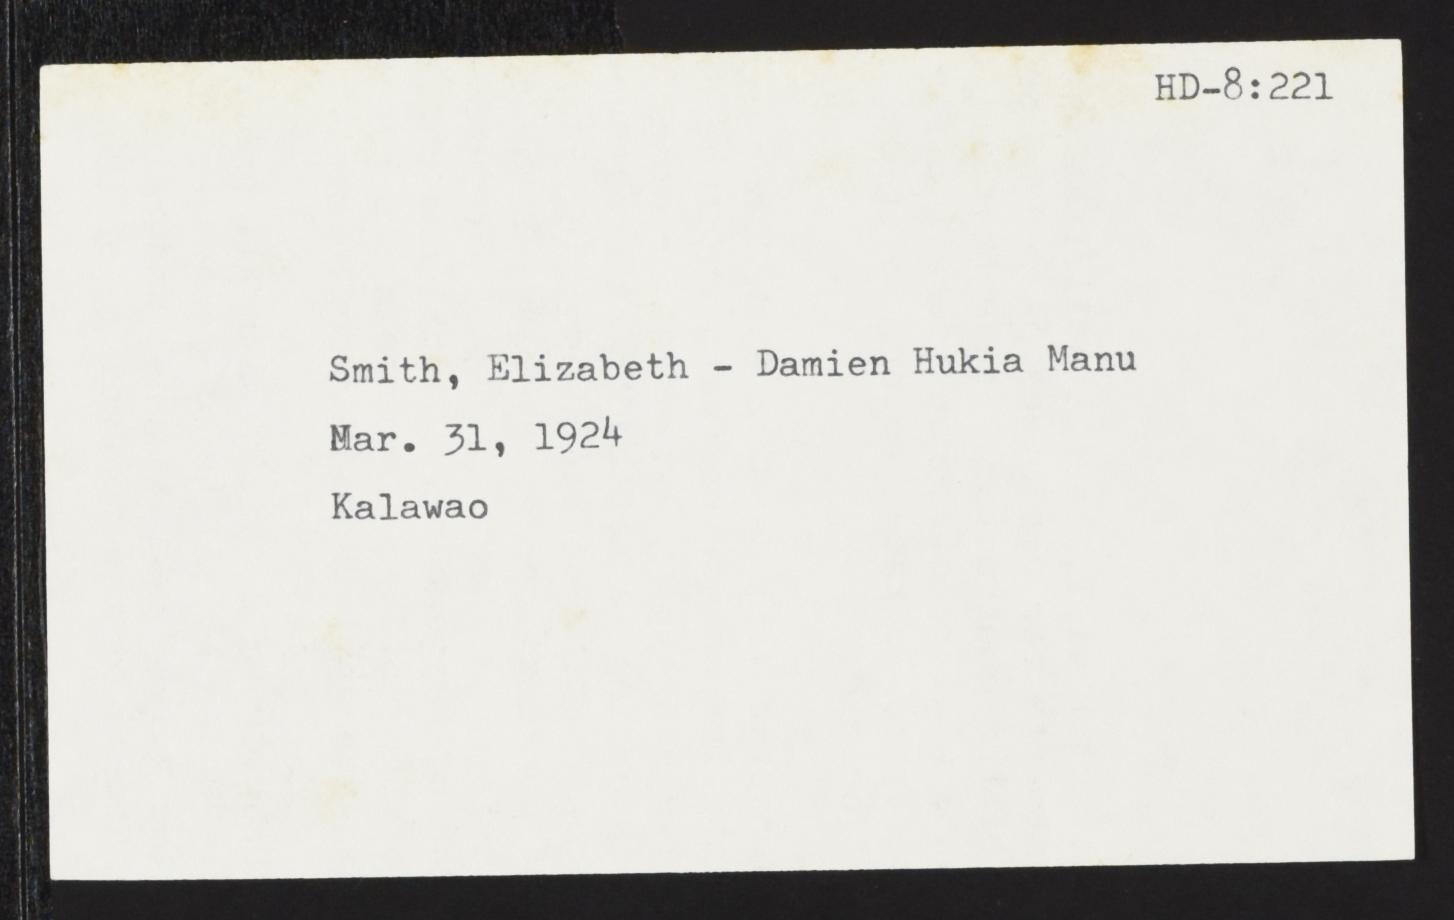 HD-8:221
Smith, Elizabeth - Damien Hukia Manu
Mar. 31, 1924
Kalawao